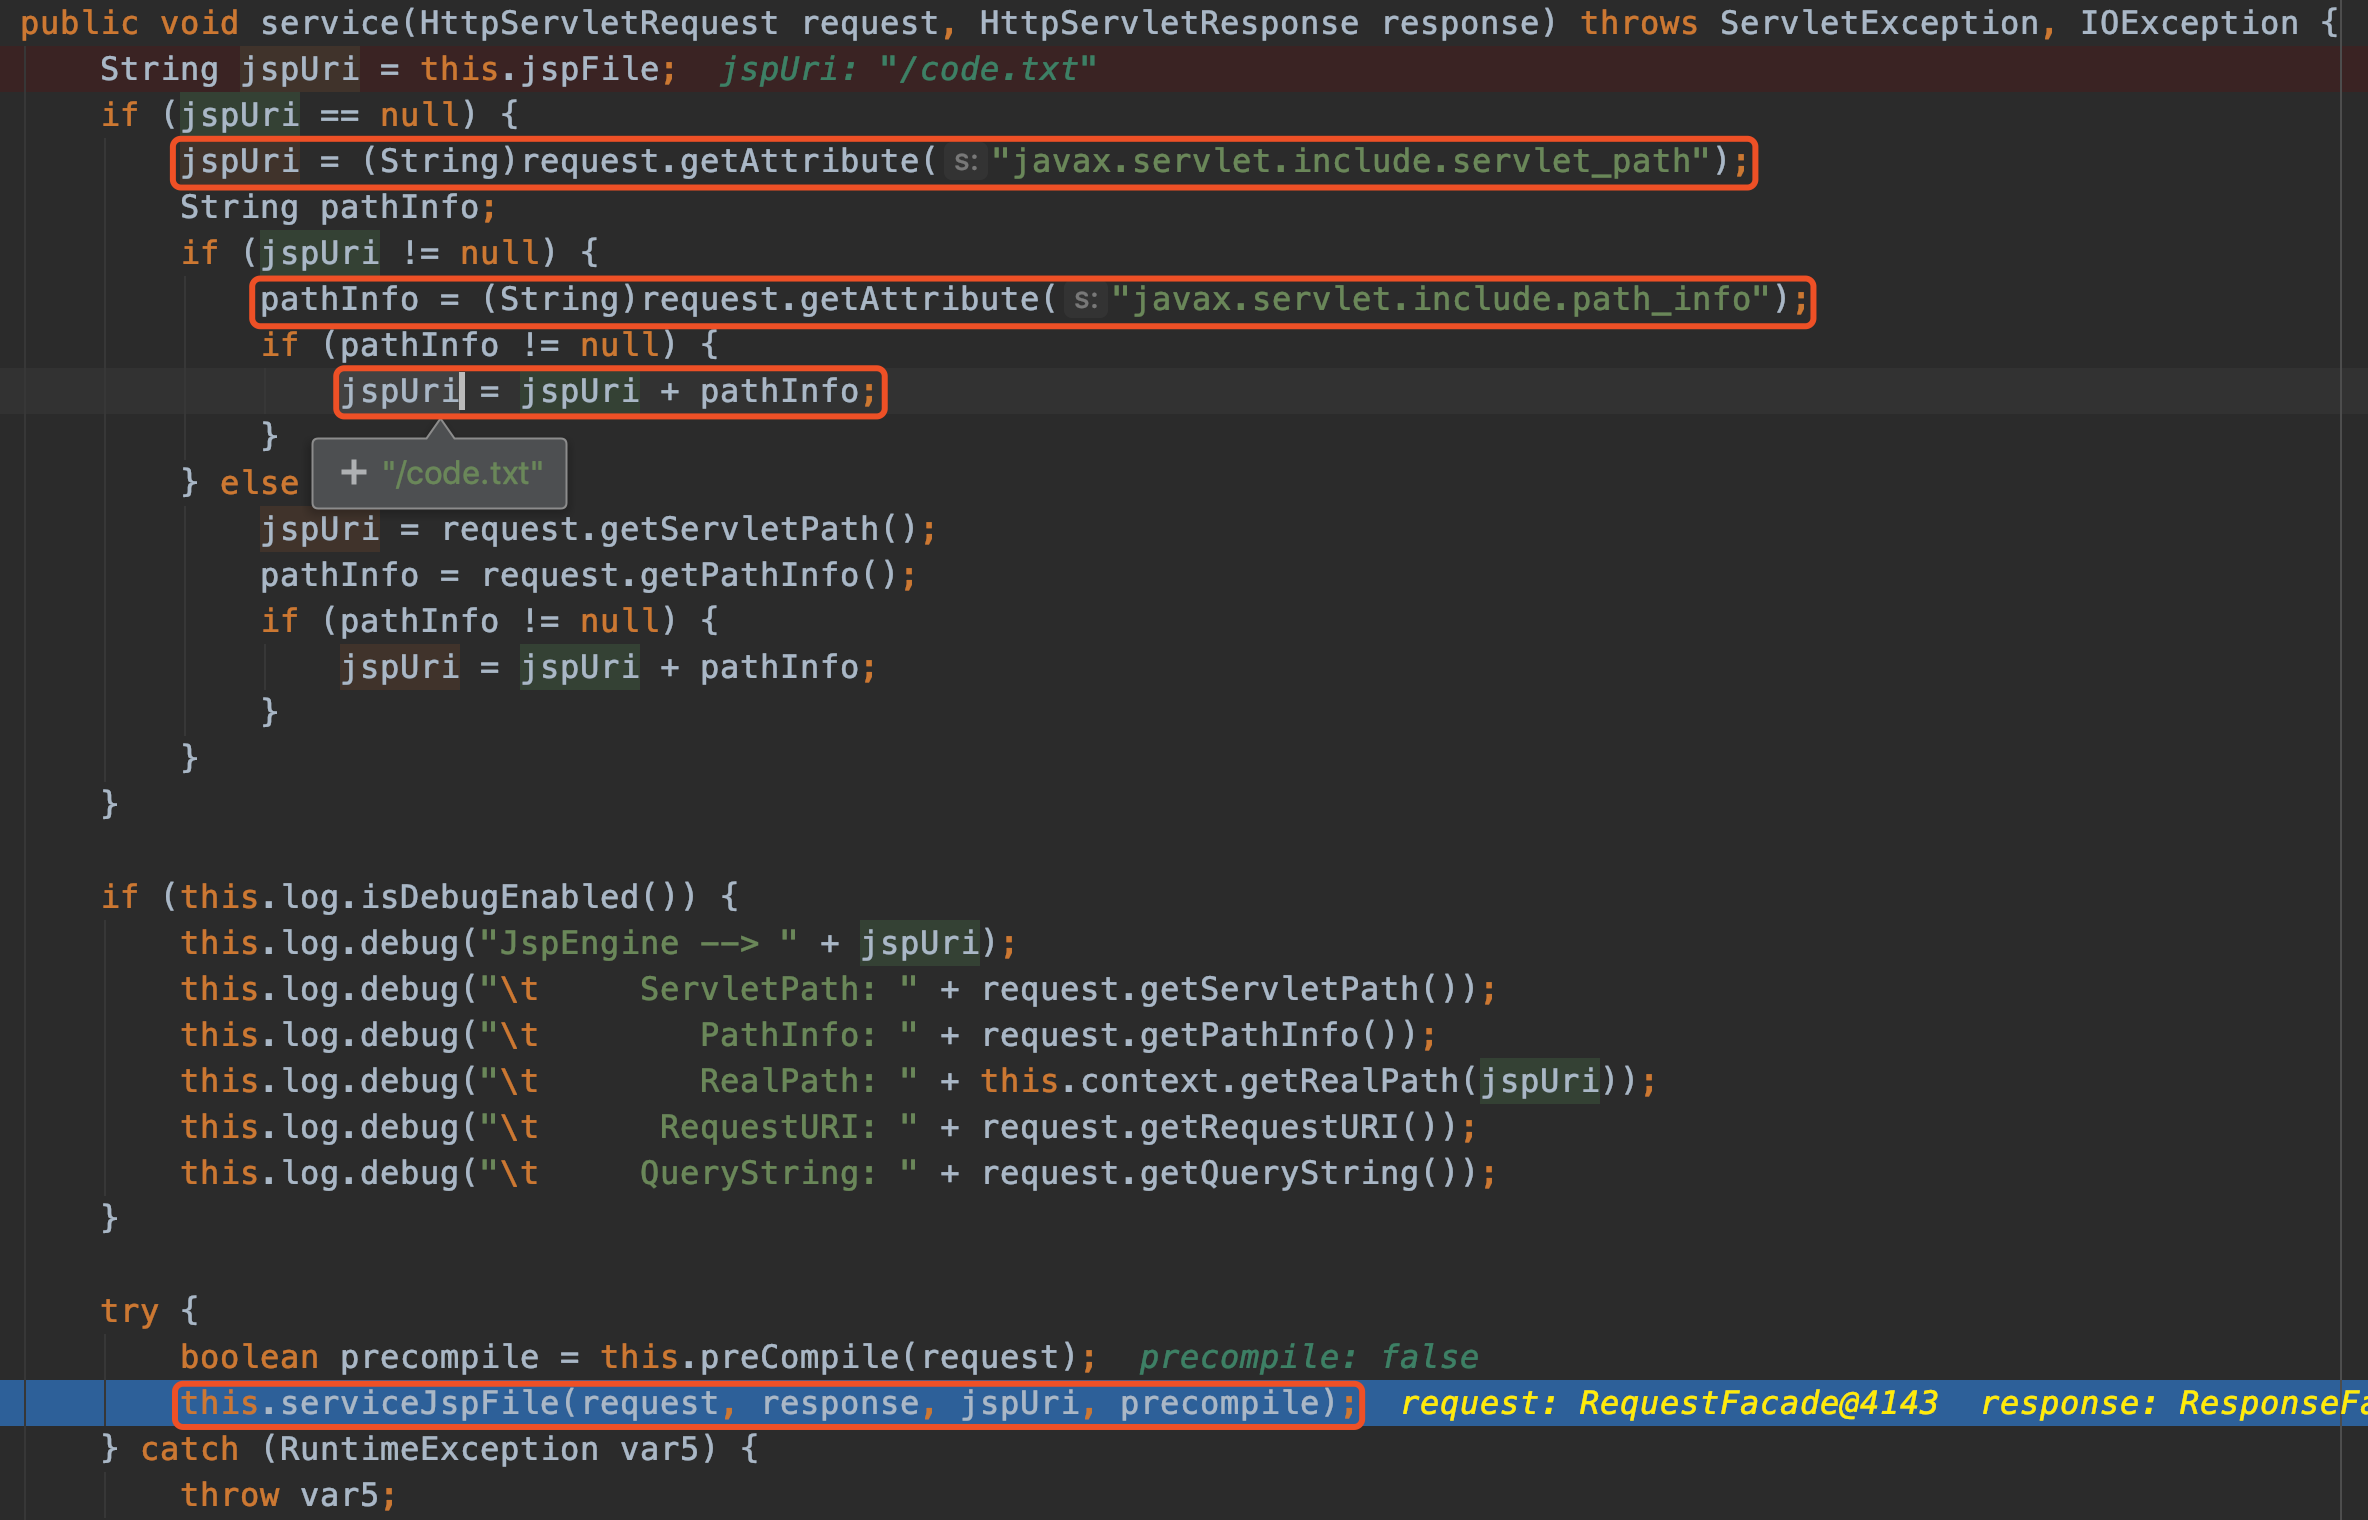 public void service(HttpServletRequest request, HttpServletResponse response) throws ServletException, IOException {
String jspUri = this.jspFile;  jspUri: "/code.txt"
if (jspUri == null) {
jspUri = (String)request.getAttribute( s: "javax.servlet.include.servlet_path");
String pathInfo;
if (jspUri != null) {
pathInfo = (String)request.getAttribute( s: "javax.servlet.include.path_info");
if (pathInfo != null) {
jspUri = jspUri + pathInfo;
}
+ "/code.txt"
} else
jspUri = request.getServletPath();
pathInfo = request.getPathInfo();
if (pathInfo != null) {
jspUri = jspUri + pathInfo;
}
}
}
if (this.log.isDebugEnabled()) {
this.log.debug("JspEngine --> " + jspUri);
this.log.debug("\t     ServletPath: " + request.getServletPath());
this.log.debug("\t        PathInfo: " + request.getPathInfo());
this.log.debug("\t        RealPath: " + this.context.getRealPath(jspUri));
this.log.debug("\t      RequestURI: " + request.getRequestURI());
this.log.debug("\t     QueryString: " + request.getQueryString());
}
try {
boolean precompile = this.preCompile(request);  precompile: false
this.serviceJspFile(request, response, jspUri, precompile);  request: RequestFacade@4143  response: ResponseFa
} catch (RuntimeException var5) {
throw var5;